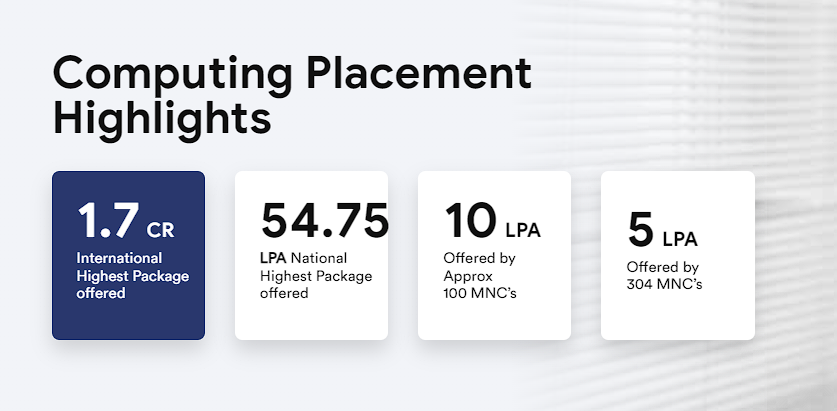 Computing Placement
Highlights
1.7 CR
International
Highest Package
offered
54.75
LPA National
Highest Package
offered
10 LPA
Offered by
Approx
100 MNC's
5 LPA
Offered by
304 MNC's